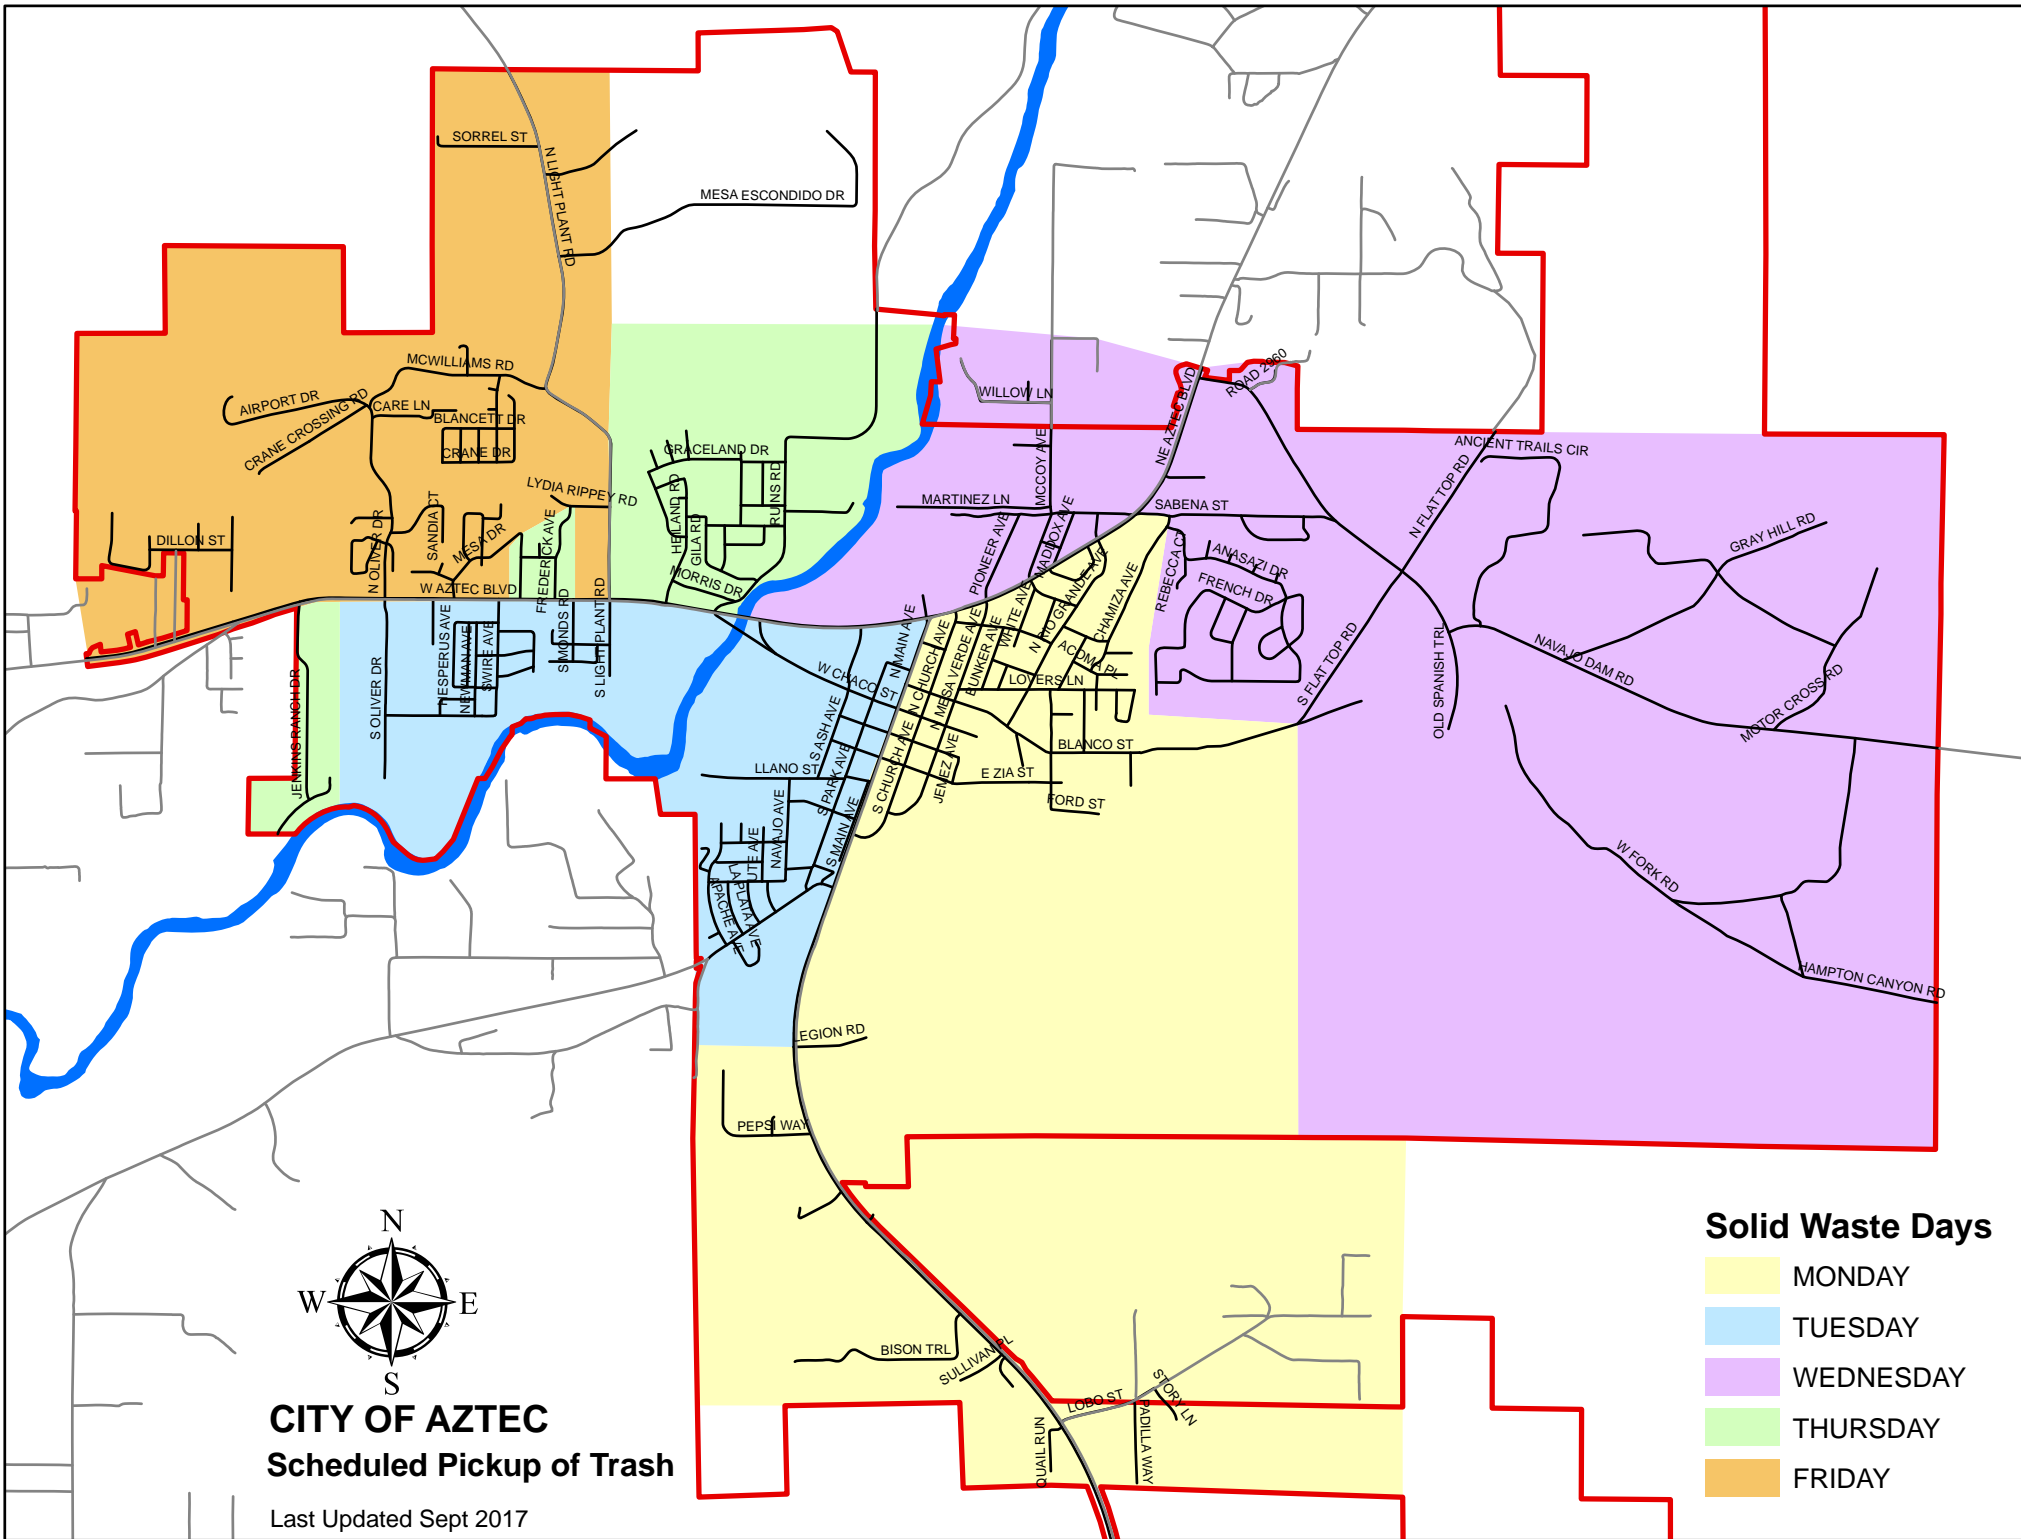 SORREL ST
N LIGHT PLANT RD
MESA ESCONDIDO DR
MCWILLIAMS RD
AIRPORT DR
CRANE CROSSING RD
CARE LN
BLANCETT DR
CRANE DR
LYDIA RIPPEY RD
SANDIA CT
MESA DR
N OLIVER DR
DILLON ST
W AZTEC BLVD
FREDERICK AVE
GRACELAND DR
HEILAND RD
GILA RD
RUINS RD
MORRIS DR
WILLOW LN
MCCOY AVE
NE AZTEC BLVD
ROAD 2960
MARTINEZ LN
MADDOX AVE
SABENA ST
PIONEER AVE
ANCIENT TRAILS CIR
N FLAT TOP RD
GRAY HILL RD
REBECCA CT
ANASAZI DR
FRENCH DR
S FLAT TOP RD
OLD SPANISH TRL
NAVAJO DAM RD
MOTOR CROSS RD
W FORK RD
HAMPTON CANYON RD
JENKINS RANCH DR
S OLIVER DR
HESPERUS AVE
NEWMAN AVE
SWIRE AVE
SIMONDS RD
S LIGHT PLANT RD
W CHACO ST
N MAIN AVE
N CHURCH AVE
N MESA VERDE AVE
BUNKER AVE
WHITE AVE
N RIO GRANDE AVE
CHAMIZA AVE
ACOMA PL
LOVERS LN
BLANCO ST
E ZIA ST
FORD ST
JEMEZ AVE
S CHURCH AVE
S ASH AVE
S PARK AVE
LLANO ST
S MAIN AVE
NAVAJO AVE
UTE AVE
LA PLATA AVE
APACHE AVE
LEGION RD
PEPSI WAY
BISON TRL
SULLIVAN PL
LOBO ST
STORY LN
PADILLA WAY
QUAIL RUN
N
W E
S
CITY OF AZTEC
Scheduled Pickup of Trash
Last Updated Sept 2017
Solid Waste Days
MONDAY
TUESDAY
WEDNESDAY
THURSDAY
FRIDAY